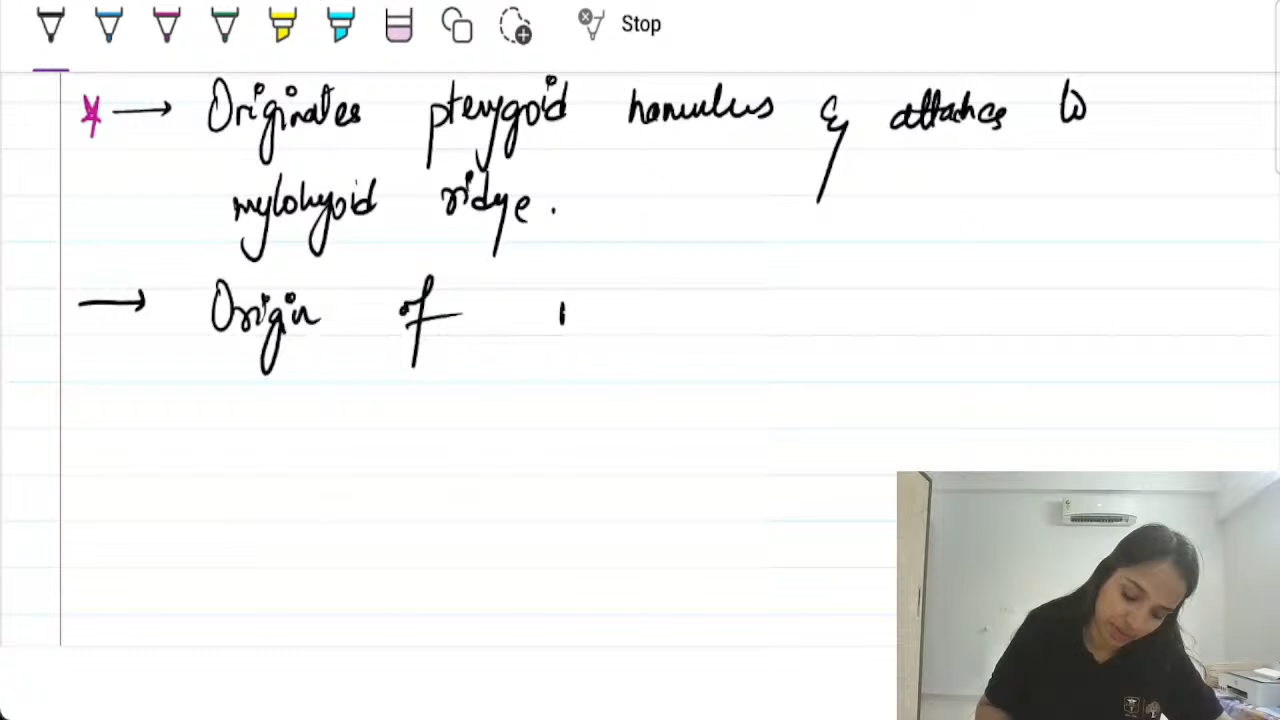 Stop
→ Originates pterygoid hamulus & attaches to
mylohyoid ridge.
→ Origin of